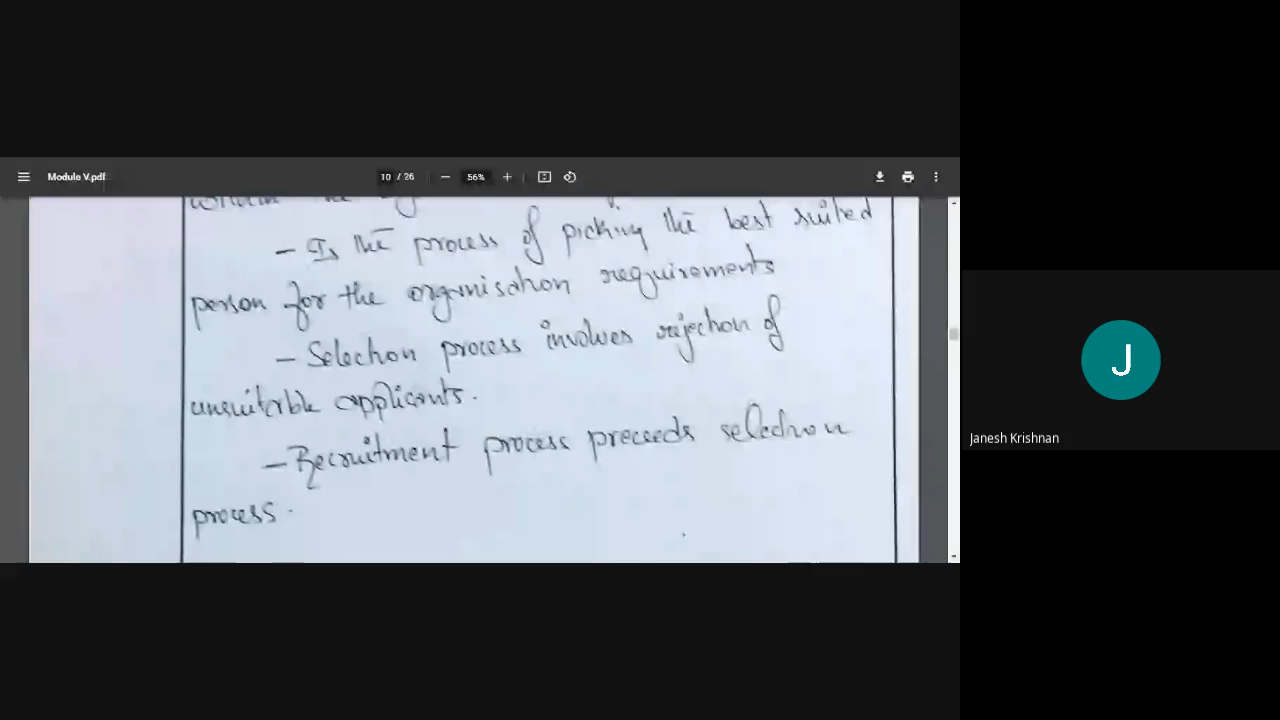 Module V.pdf
10 / 26
56%
- Is the process of picking the best suited
person for the organisation requirements
- Selection process involves rejection of
unsuitable applicants.
- Recruitment process preceeds selection
process.
J
Janesh Krishnan